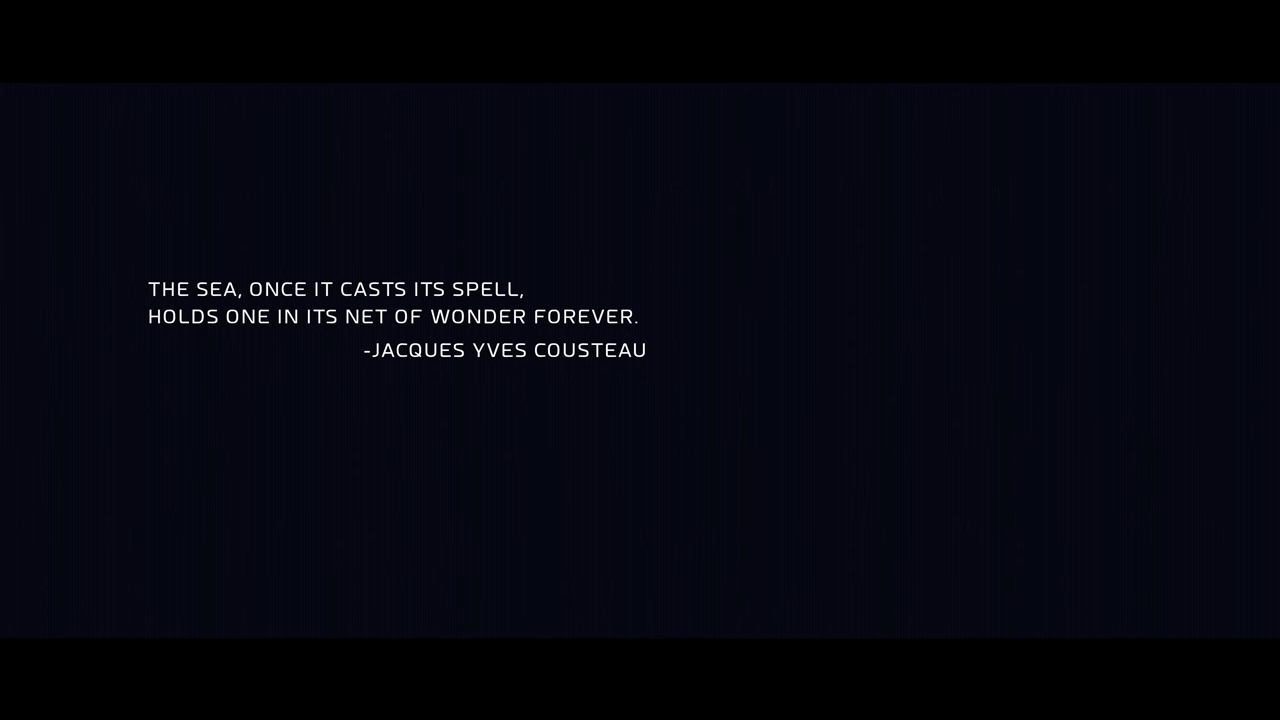 THE SEA, ONCE IT CASTS ITS SPELL,
HOLDS ONE IN ITS NET OF WONDER FOREVER.
-JACQUES YVES COUSTEAU